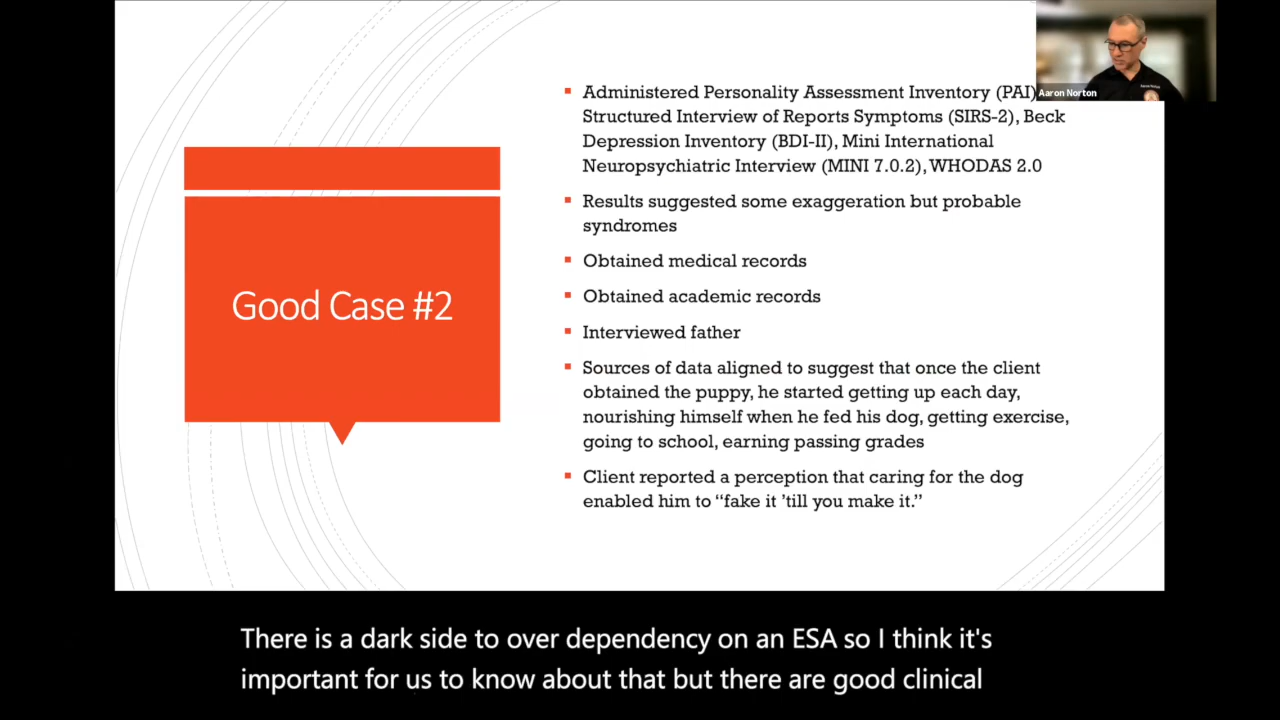 Administered Personality Assessment Inventory (PAI)
Structured Interview of Reports Symptoms (SIRS-2), Beck
Depression Inventory (BDI-II), Mini International
Neuropsychiatric Interview (MINI 7.0.2), WHODAS 2.0
Results suggested some exaggeration but probable
syndromes
Obtained medical records
Obtained academic records
Interviewed father
Sources of data aligned to suggest that once the client
obtained the puppy, he started getting up each day,
nourishing himself when he fed his dog, getting exercise,
going to school, earning passing grades
Client reported a perception that caring for the dog
enabled him to “fake it ’till you make it.”
Good Case #2
Aaron Norton
There is a dark side to over dependency on an ESA so I think it's
important for us to know about that but there are good clinical